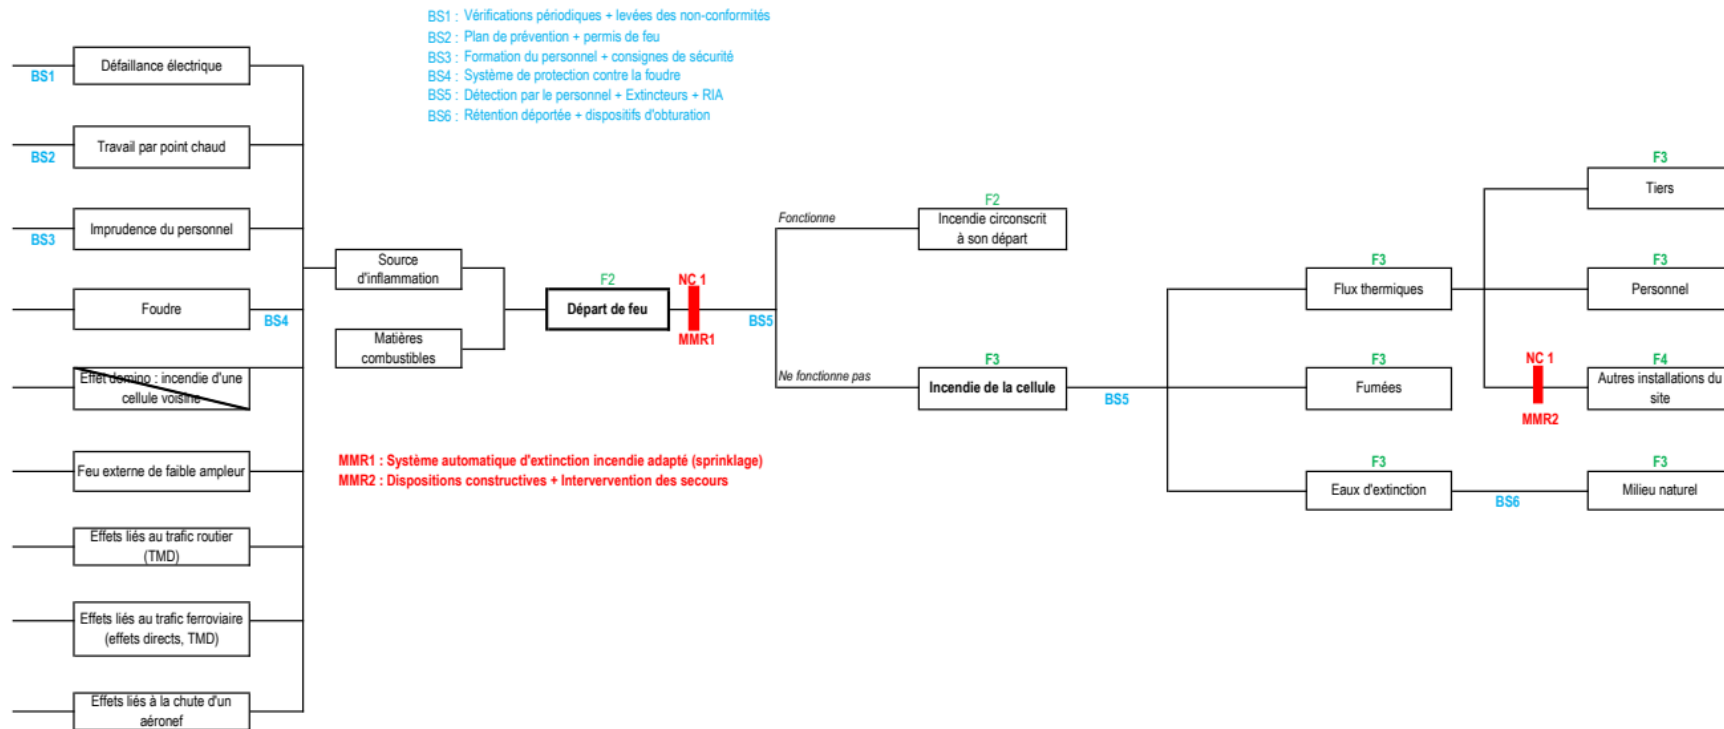 BS1 : Vérifications périodiques + levées des non-conformités
BS2 : Plan de prévention + permis de feu
BS3 : Formation du personnel + consignes de sécurité
BS4 : Système de protection contre la foudre
BS5 : Détection par le personnel + Extincteurs + RIA
BS6 : Rétention déportée + dispositifs d'obturation
BS1
Défaillance électrique
BS2
Travail par point chaud
BS3
Imprudence du personnel
Foudre
BS4
Effet domino : incendie d'une
cellule voisine
Feu externe de faible ampleur
Effets liés au trafic routier
(TMD)
Effets liés au trafic ferroviaire
(effets directs, TMD)
Effets liés à la chute d'un
aéronef
Source
d'inflammation
Matières
combustibles
F2
Départ de feu
NC 1
MMR1
BS5
Fonctionne
Ne fonctionne pas
F2
Incendie circonscrit
à son départ
F3
Incendie de la cellule
BS5
F3
Flux thermiques
F3
Fumées
F3
Eaux d'extinction
BS6
NC 1
MMR2
F3
Tiers
F3
Personnel
F4
Autres installations du
site
F3
Milieu naturel
MMR1 : Système automatique d'extinction incendie adapté (sprinklage)
MMR2 : Dispositions constructives + Intervervention des secours